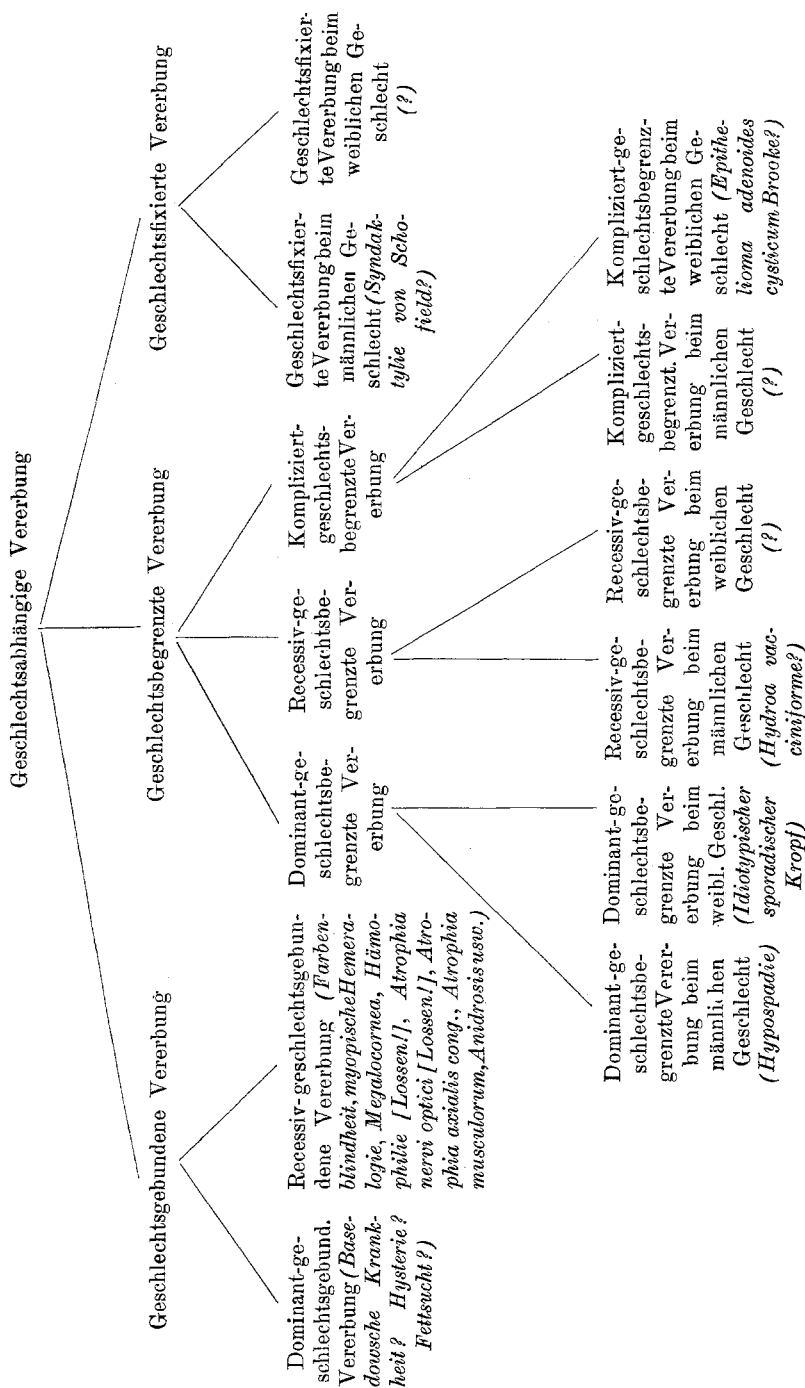 Geschlechtsabhängige Vererbung
Geschlechtsgebundene Vererbung
Geschlechtsbegrenzte Vererbung
Geschlechtsfixierte Vererbung
Dominant-ge-
schlechtsgebund.
Vererbung (Base-
dowsche Krank-
heit? Hysterie?
Fettsucht?)
Recessiv-geschlechtsgebun-
dene Vererbung (Farben-
blindheit, myopische Hemera-
logie, Megalocornea, Hämo-
philie [Lossen!], Atrophia
nervi optici [Lossen!], Atro-
phia axialis cong., Atrophia
musculorum, Anidrosis usw.)
Dominant-ge-
schlechtsbe-
grenzte Ver-
erbung
Recessiv-ge-
schlechtsbe-
grenzte Ver-
erbung
Kompliziert-
geschlechts-
begrenzte Ver-
erbung
Geschlechtsfixier-
te Vererbung beim
männlichen Ge-
schlecht (Syndak-
tylie von Scho-
field?)
Geschlechtsfixier-
te Vererbung beim
weiblichen Ge-
schlecht
(?)
Dominant-ge-
schlechtsbe-
grenzte Verer-
bung beim
männlichen
Geschlecht
(Hypospadie)
Dominant-ge-
schlechtsbe-
grenzte Ver-
erbung beim
weibl. Geschl.
(Idiotypischer
sporadischer
Kropf)
Recessiv-ge-
schlechtsbe-
grenzte Ver-
erbung beim
männlichen
Geschlecht
(Hydroa vac-
ciniforme?)
Recessiv-ge-
schlechtsbe-
grenzte Ver-
erbung beim
weiblichen
Geschlecht
(?)
Kompliziert-
geschlechts-
begrenzt. Ver-
erbung beim
männlichen
Geschlecht
(?)
Kompliziert-ge-
schlechtsbegrenz-
te Vererbung beim
weiblichen Ge-
schlecht (Epithe-
lioma adenoides
cysticum Brooke?)